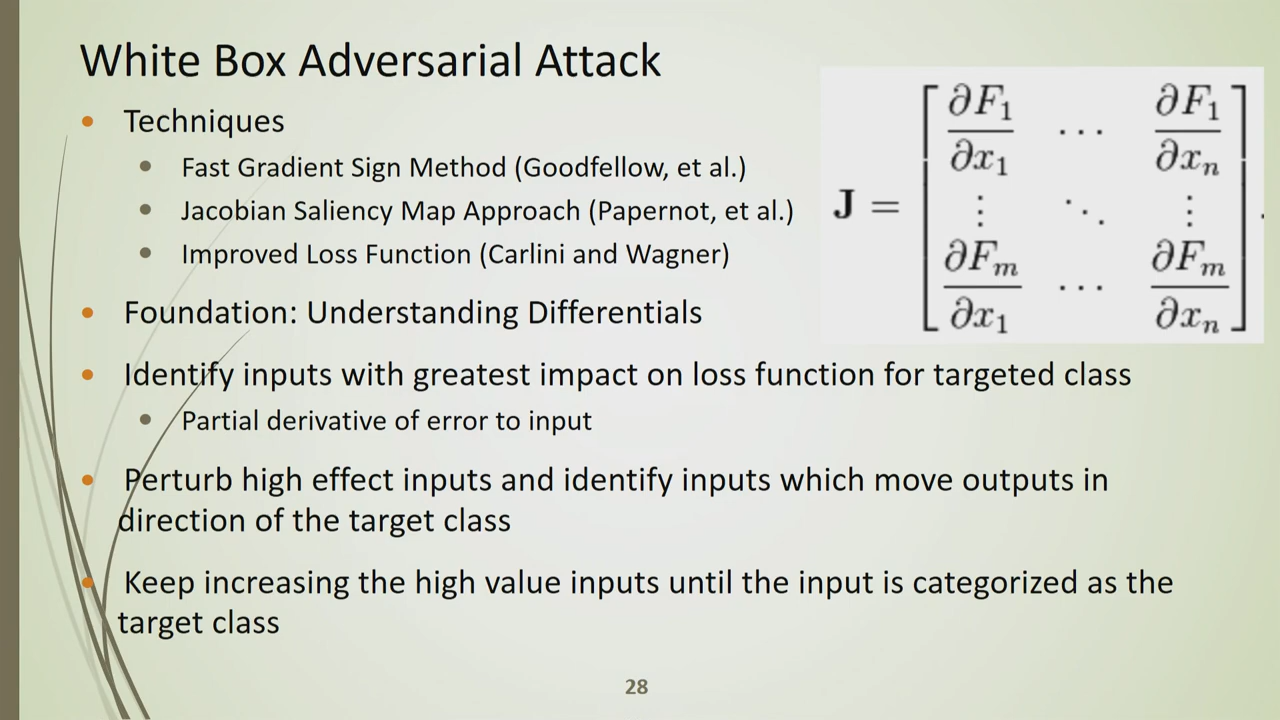 White Box Adversarial Attack
• Techniques
• Fast Gradient Sign Method (Goodfellow, et al.)
• Jacobian Saliency Map Approach (Papernot, et al.)
• Improved Loss Function (Carlini and Wagner)
• Foundation: Understanding Differentials
• Identify inputs with greatest impact on loss function for targeted class
• Partial derivative of error to input
• Perturb high effect inputs and identify inputs which move outputs in
direction of the target class
• Keep increasing the high value inputs until the input is categorized as the
target class
J = [ ∂F₁/∂x₁ ⋯ ∂F₁/∂xₙ
⋮ ⋱ ⋮
∂Fₘ/∂x₁ ⋯ ∂Fₘ/∂xₙ ] .
28